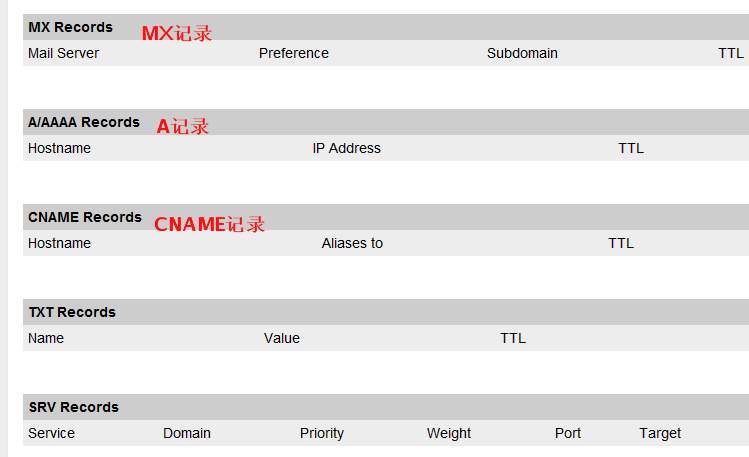 MX Records MX记录
Mail Server Preference Subdomain TTL
A/AAAA Records A记录
Hostname IP Address TTL
CNAME Records CNAME记录
Hostname Aliases to TTL
TXT Records
Name Value TTL
SRV Records
Service Domain Priority Weight Port Target